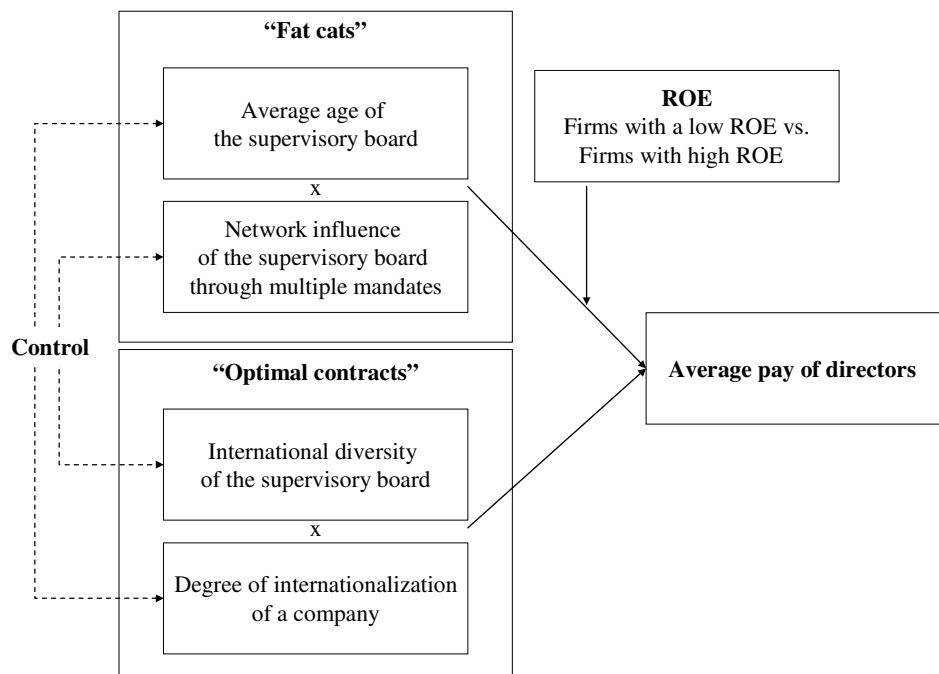 “Fat cats”
Average age of
the supervisory board
x
Network influence
of the supervisory board
through multiple mandates
ROE
Firms with a low ROE vs.
Firms with high ROE
Control
“Optimal contracts”
International diversity
of the supervisory board
x
Degree of internationalization
of a company
Average pay of directors